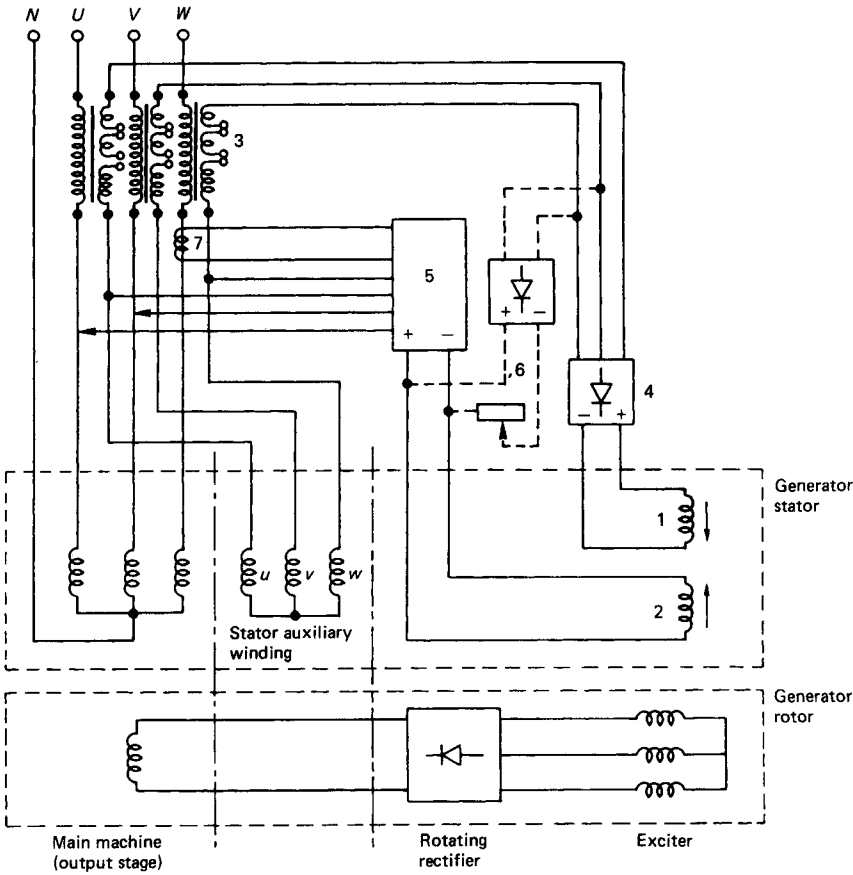 N U V W
3
7
5
+ −
+ −
6
− +
4
Generator
stator
1
2
u v w
Stator auxiliary
winding
Generator
rotor
Main machine
(output stage)
Rotating
rectifier
Exciter